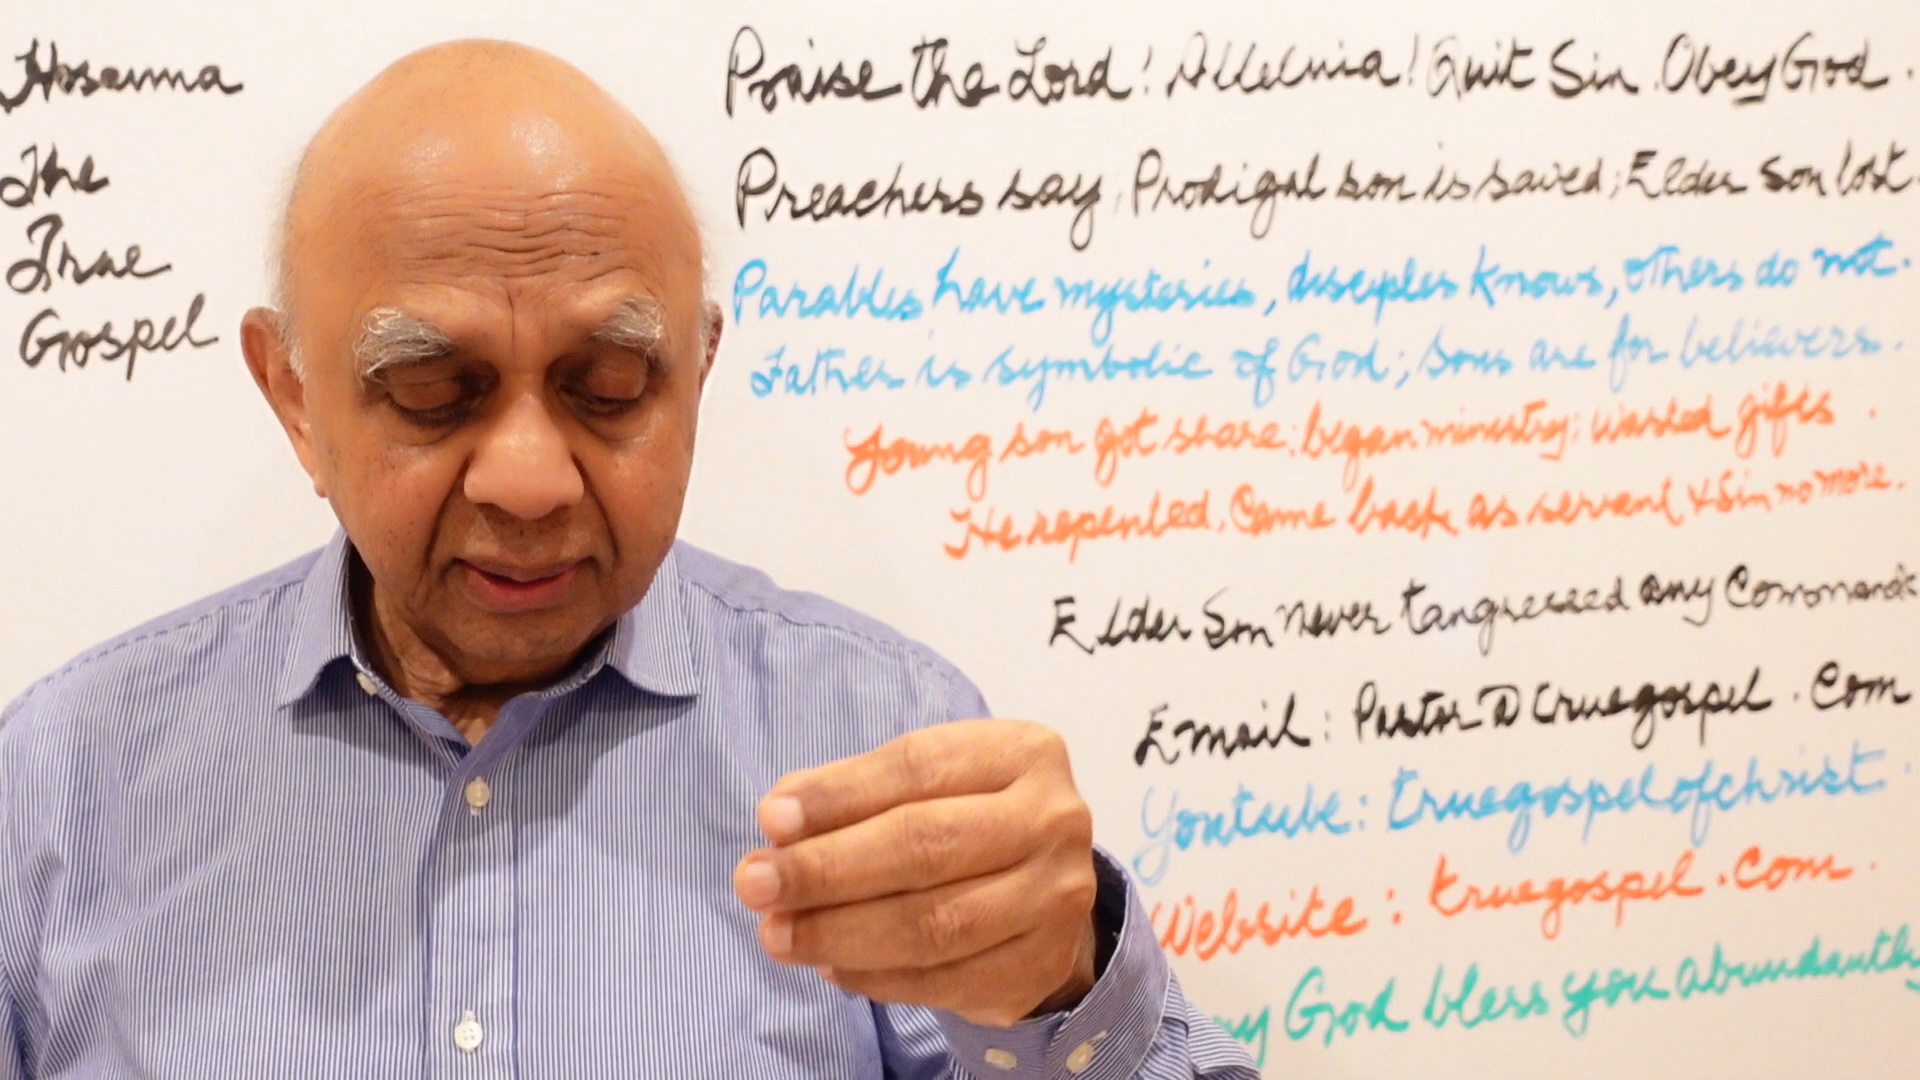 Hosanna
The
True
Gospel
Praise the Lord! Allelnia! Quit Sin. Obey God.
Preachers say, Prodigal son is saved; Elder Son lost.
Parables have mysteries, disciples knows, others do not.
Father is symbolic of God; sons are for believers.
Young son got share: began ministry: wasted gifts.
He repented. Came back as servant & Sin no more.
Elder Son never tangressed any Commands
Email: Pastor@truegospel.com
Youtube: truegospelofchrist.
Website: truegospel.com.
God bless you abundantly